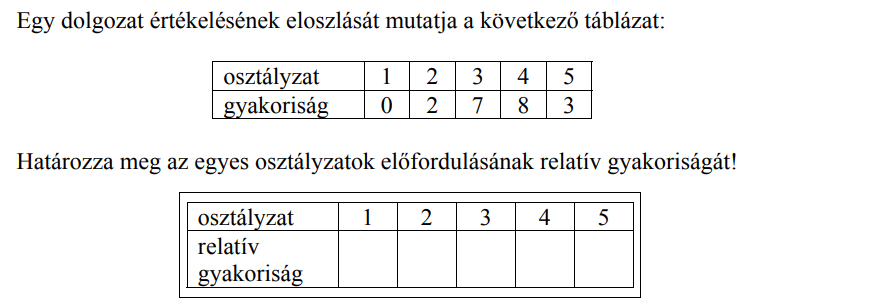 Egy dolgozat értékelésének eloszlását mutatja a következő táblázat:
osztályzat 1 2 3 4 5
gyakoriság 0 2 7 8 3
Határozza meg az egyes osztályzatok előfordulásának relatív gyakoriságát!
osztályzat 1 2 3 4 5
relatív
gyakoriság